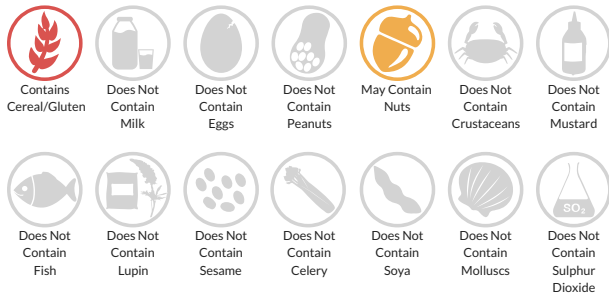 Contains
Cereal/Gluten
Does Not
Contain
Milk
Does Not
Contain
Eggs
Does Not
Contain
Peanuts
May Contain
Nuts
Does Not
Contain
Crustaceans
Does Not
Contain
Mustard
Does Not
Contain
Fish
Does Not
Contain
Lupin
Does Not
Contain
Sesame
Does Not
Contain
Celery
Does Not
Contain
Soya
Does Not
Contain
Molluscs
SO₂
Does Not
Contain
Sulphur
Dioxide